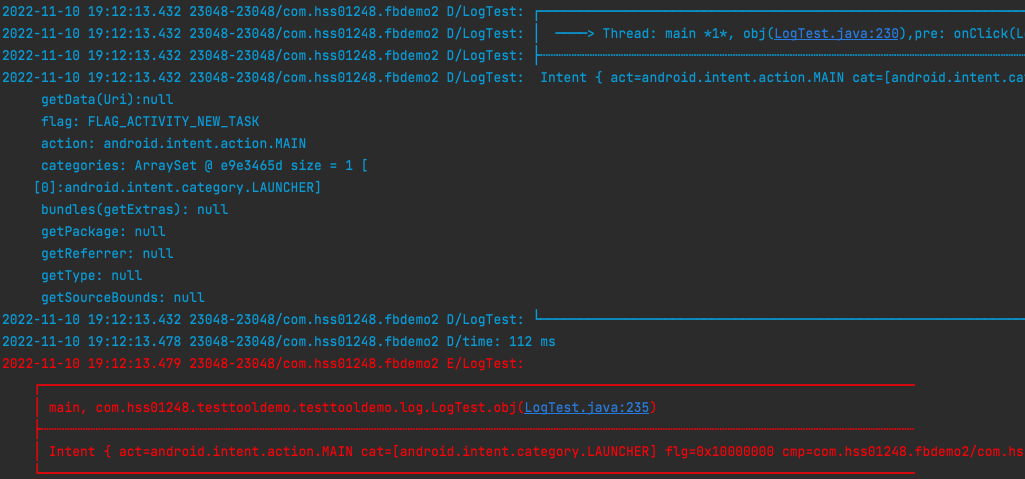 2022-11-10 19:12:13.432 23048-23048/com.hss01248.fbdemo2 D/LogTest: ┌────────────────────────────────────────
2022-11-10 19:12:13.432 23048-23048/com.hss01248.fbdemo2 D/LogTest: │ ————> Thread: main *1*, obj(LogTest.java:230),pre: onClick(L
2022-11-10 19:12:13.432 23048-23048/com.hss01248.fbdemo2 D/LogTest: ├┄┄┄┄┄┄┄┄┄┄┄┄┄┄┄┄┄┄┄┄┄┄┄┄┄┄┄┄┄┄┄┄┄┄┄┄┄┄┄┄
2022-11-10 19:12:13.432 23048-23048/com.hss01248.fbdemo2 D/LogTest: Intent { act=android.intent.action.MAIN cat=[android.intent.ca
getData(Uri):null
flag: FLAG_ACTIVITY_NEW_TASK
action: android.intent.action.MAIN
categories: ArraySet @ e9e3465d size = 1 [
[0]:android.intent.category.LAUNCHER]
bundles(getExtras): null
getPackage: null
getReferrer: null
getType: null
getSourceBounds: null
2022-11-10 19:12:13.432 23048-23048/com.hss01248.fbdemo2 D/LogTest: └────────────────────────────────────────
2022-11-10 19:12:13.478 23048-23048/com.hss01248.fbdemo2 D/time: 112 ms
2022-11-10 19:12:13.479 23048-23048/com.hss01248.fbdemo2 E/LogTest:
│ main, com.hss01248.testtooldemo.testtooldemo.log.LogTest.obj(LogTest.java:235)
│ Intent { act=android.intent.action.MAIN cat=[android.intent.category.LAUNCHER] flg=0x10000000 cmp=com.hss01248.fbdemo2/com.hs